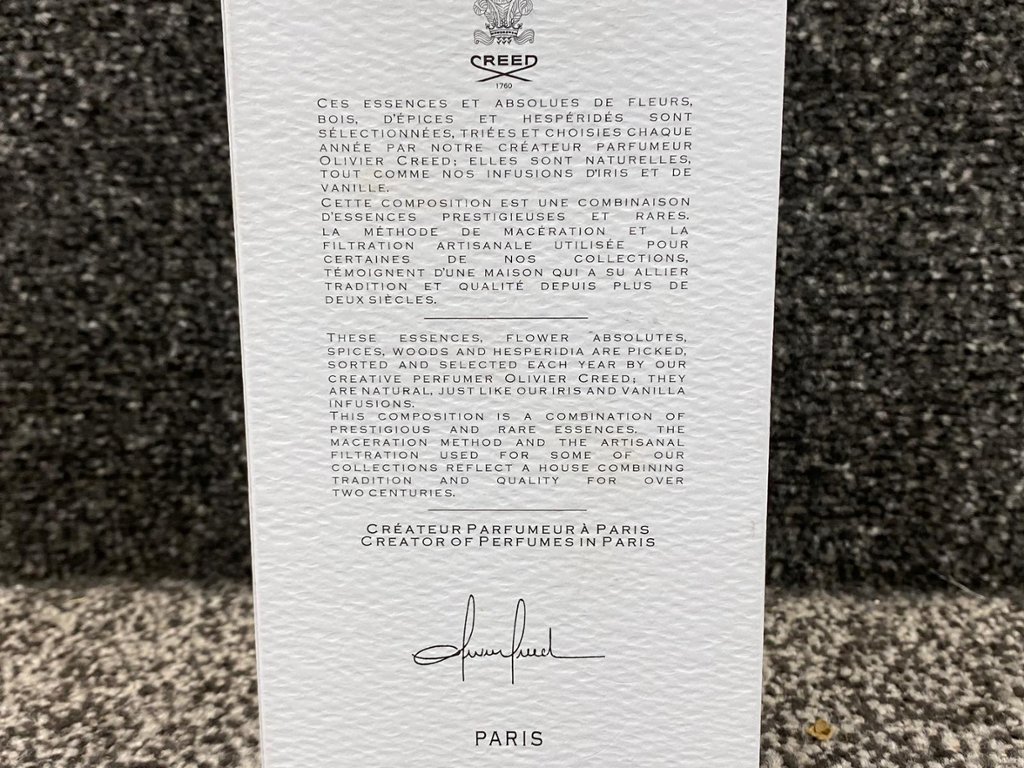 CREED
1760
CES ESSENCES ET ABSOLUES DE FLEURS,
BOIS, D'ÉPICES ET HESPÉRIDÉS SONT
SÉLECTIONNÉES, TRIÉES ET CHOISIES CHAQUE
ANNÉE PAR NOTRE CRÉATEUR PARFUMEUR
OLIVIER CREED; ELLES SONT NATURELLES,
TOUT COMME NOS INFUSIONS D'IRIS ET DE
VANILLE.
CETTE COMPOSITION EST UNE COMBINAISON
D'ESSENCES PRESTIGIEUSES ET RARES.
LA MÉTHODE DE MACÉRATION ET LA
FILTRATION ARTISANALE UTILISÉE POUR
CERTAINES DE NOS COLLECTIONS,
TÉMOIGNENT D'UNE MAISON QUI A SU ALLIER
TRADITION ET QUALITÉ DEPUIS PLUS DE
DEUX SIÈCLES.
THESE ESSENCES, FLOWER ABSOLUTES,
SPICES, WOODS AND HESPERIDIA ARE PICKED,
SORTED AND SELECTED EACH YEAR BY OUR
CREATIVE PERFUMER OLIVIER CREED; THEY
ARE NATURAL, JUST LIKE OUR IRIS AND VANILLA
INFUSIONS.
THIS COMPOSITION IS A COMBINATION OF
PRESTIGIOUS AND RARE ESSENCES. THE
MACERATION METHOD AND THE ARTISANAL
FILTRATION USED FOR SOME OF OUR
COLLECTIONS REFLECT A HOUSE COMBINING
TRADITION AND QUALITY FOR OVER
TWO CENTURIES.
CRÉATEUR PARFUMEUR À PARIS
CREATOR OF PERFUMES IN PARIS
Olivier Creed
PARIS